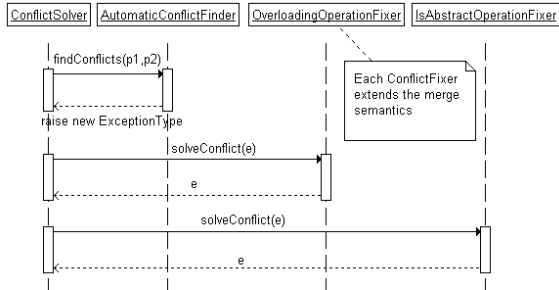 ConflictSolver
AutomaticConflictFinder
OverloadingOperationFixer
IsAbstractOperationFixer
findConflicts(p1,p2)
Each ConflictFixer
extends the merge
semantics
raise new ExceptionType
solveConflict(e)
e
solveConflict(e)
e